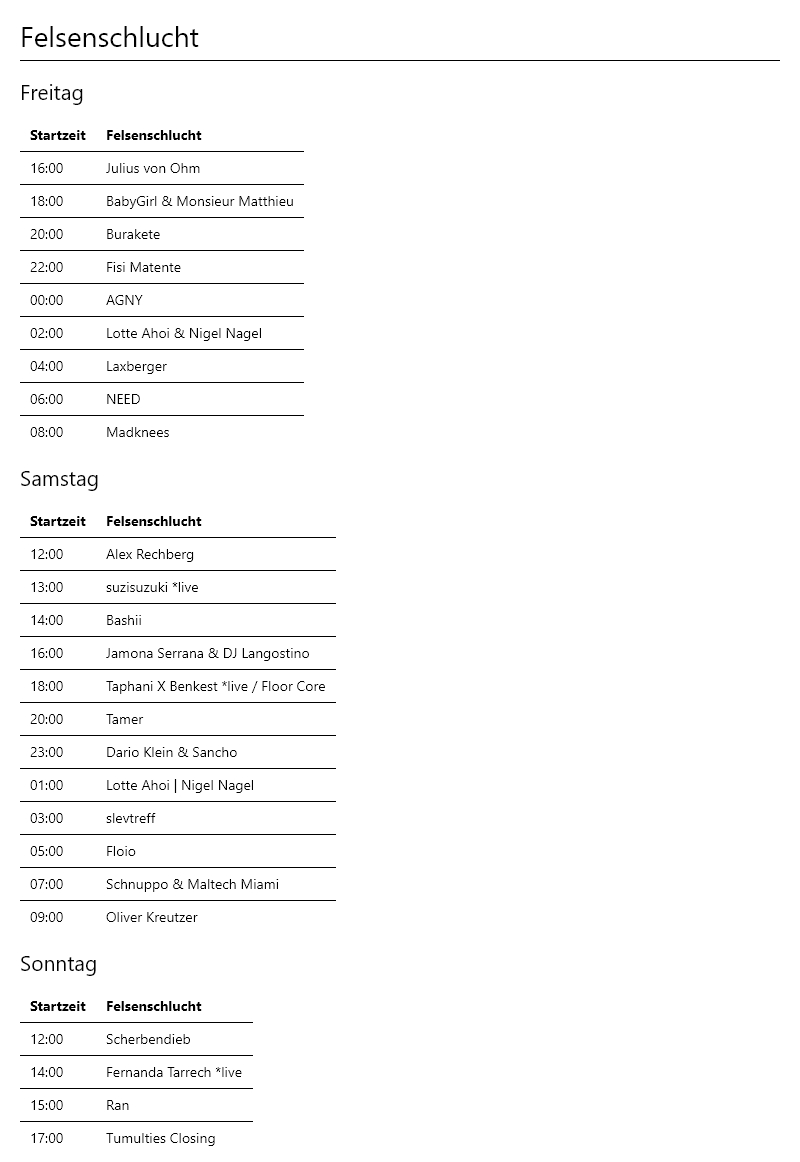 Felsenschlucht
Freitag
Startzeit Felsenschlucht
16:00 Julius von Ohm
18:00 BabyGirl & Monsieur Matthieu
20:00 Burakete
22:00 Fisi Matente
00:00 AGNY
02:00 Lotte Ahoi & Nigel Nagel
04:00 Laxberger
06:00 NEED
08:00 Madknees
Samstag
Startzeit Felsenschlucht
12:00 Alex Rechberg
13:00 suzisuzuki *live
14:00 Bashii
16:00 Jamona Serrana & DJ Langostino
18:00 Taphani X Benkest *live / Floor Core
20:00 Tamer
23:00 Dario Klein & Sancho
01:00 Lotte Ahoi | Nigel Nagel
03:00 slevtreff
05:00 Floio
07:00 Schnuppo & Maltech Miami
09:00 Oliver Kreutzer
Sonntag
Startzeit Felsenschlucht
12:00 Scherbendieb
14:00 Fernanda Tarrech *live
15:00 Ran
17:00 Tumulties Closing